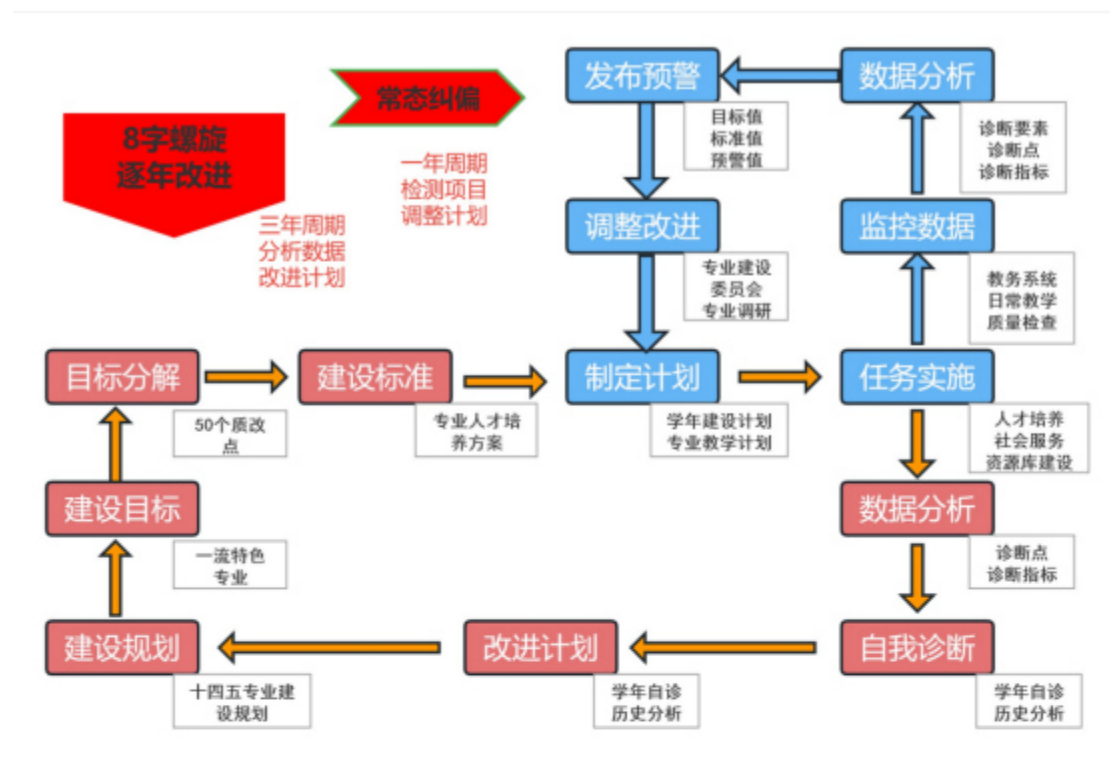 发布预警
数据分析
常态纠偏
8字螺旋
逐年改进
目标值
标准值
预警值
诊断要素
诊断点
诊断指标
一年周期
检测项目
调整计划
三年周期
分析数据
改进计划
调整改进
监控数据
专业建设
委员会
专业调研
教务系统
日常教学
质量检查
目标分解
建设标准
制定计划
任务实施
50个质改
点
专业人才培
养方案
学年建设计划
专业教学计划
人才培养
社会服务
资源库建设
建设目标
数据分析
一流特色
专业
诊断点
诊断指标
建设规划
改进计划
自我诊断
十四五专业建
设规划
学年自诊
历史分析
学年自诊
历史分析